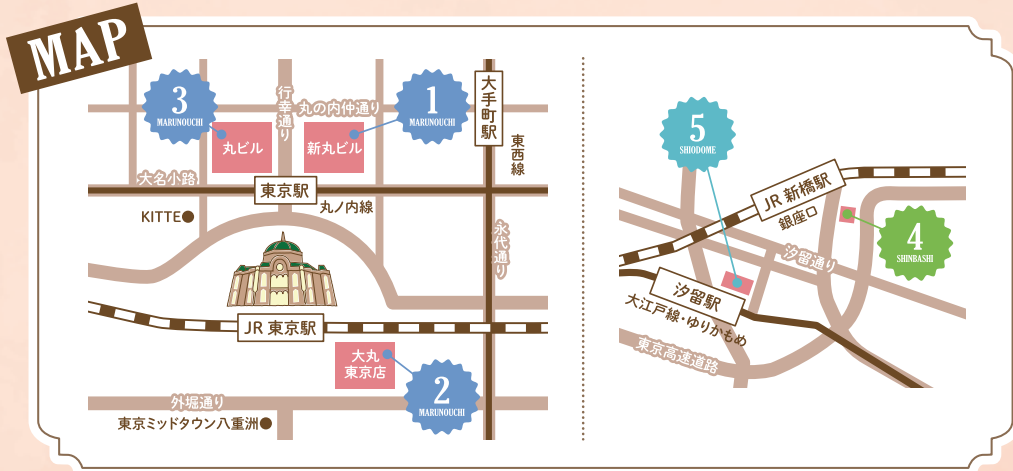 MAP
3
MARUNOUCHI
行幸通り
丸の内仲通り
1
MARUNOUCHI
大手町駅
東西線
丸ビル
新丸ビル
大名小路
東京駅
丸ノ内線
KITTE
永代通り
JR 東京駅
大丸
東京店
2
MARUNOUCHI
外堀通り
東京ミッドタウン八重洲
5
SHIODOME
JR 新橋駅
銀座口
4
SHINBASHI
汐留通り
汐留駅
大江戸線・ゆりかもめ
東京高速道路